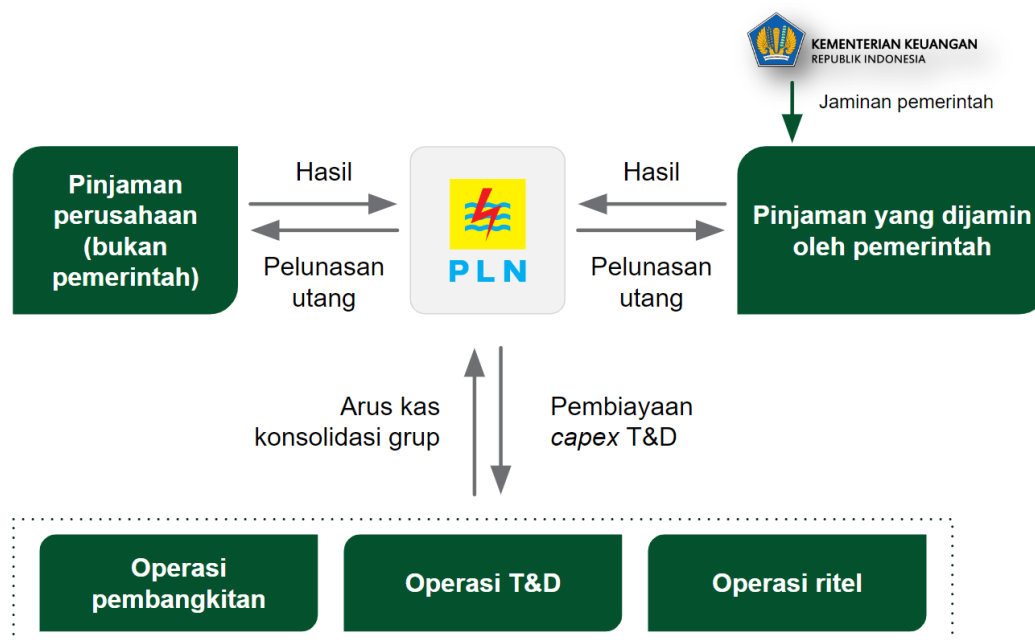 KEMENTERIAN KEUANGAN
REPUBLIK INDONESIA
Jaminan pemerintah
Pinjaman
perusahaan
(bukan
pemerintah)
Hasil
Pelunasan
utang
PLN
Hasil
Pelunasan
utang
Pinjaman yang dijamin
oleh pemerintah
Arus kas
konsolidasi grup
Pembiayaan
capex T&D
Operasi
pembangkitan
Operasi T&D
Operasi ritel